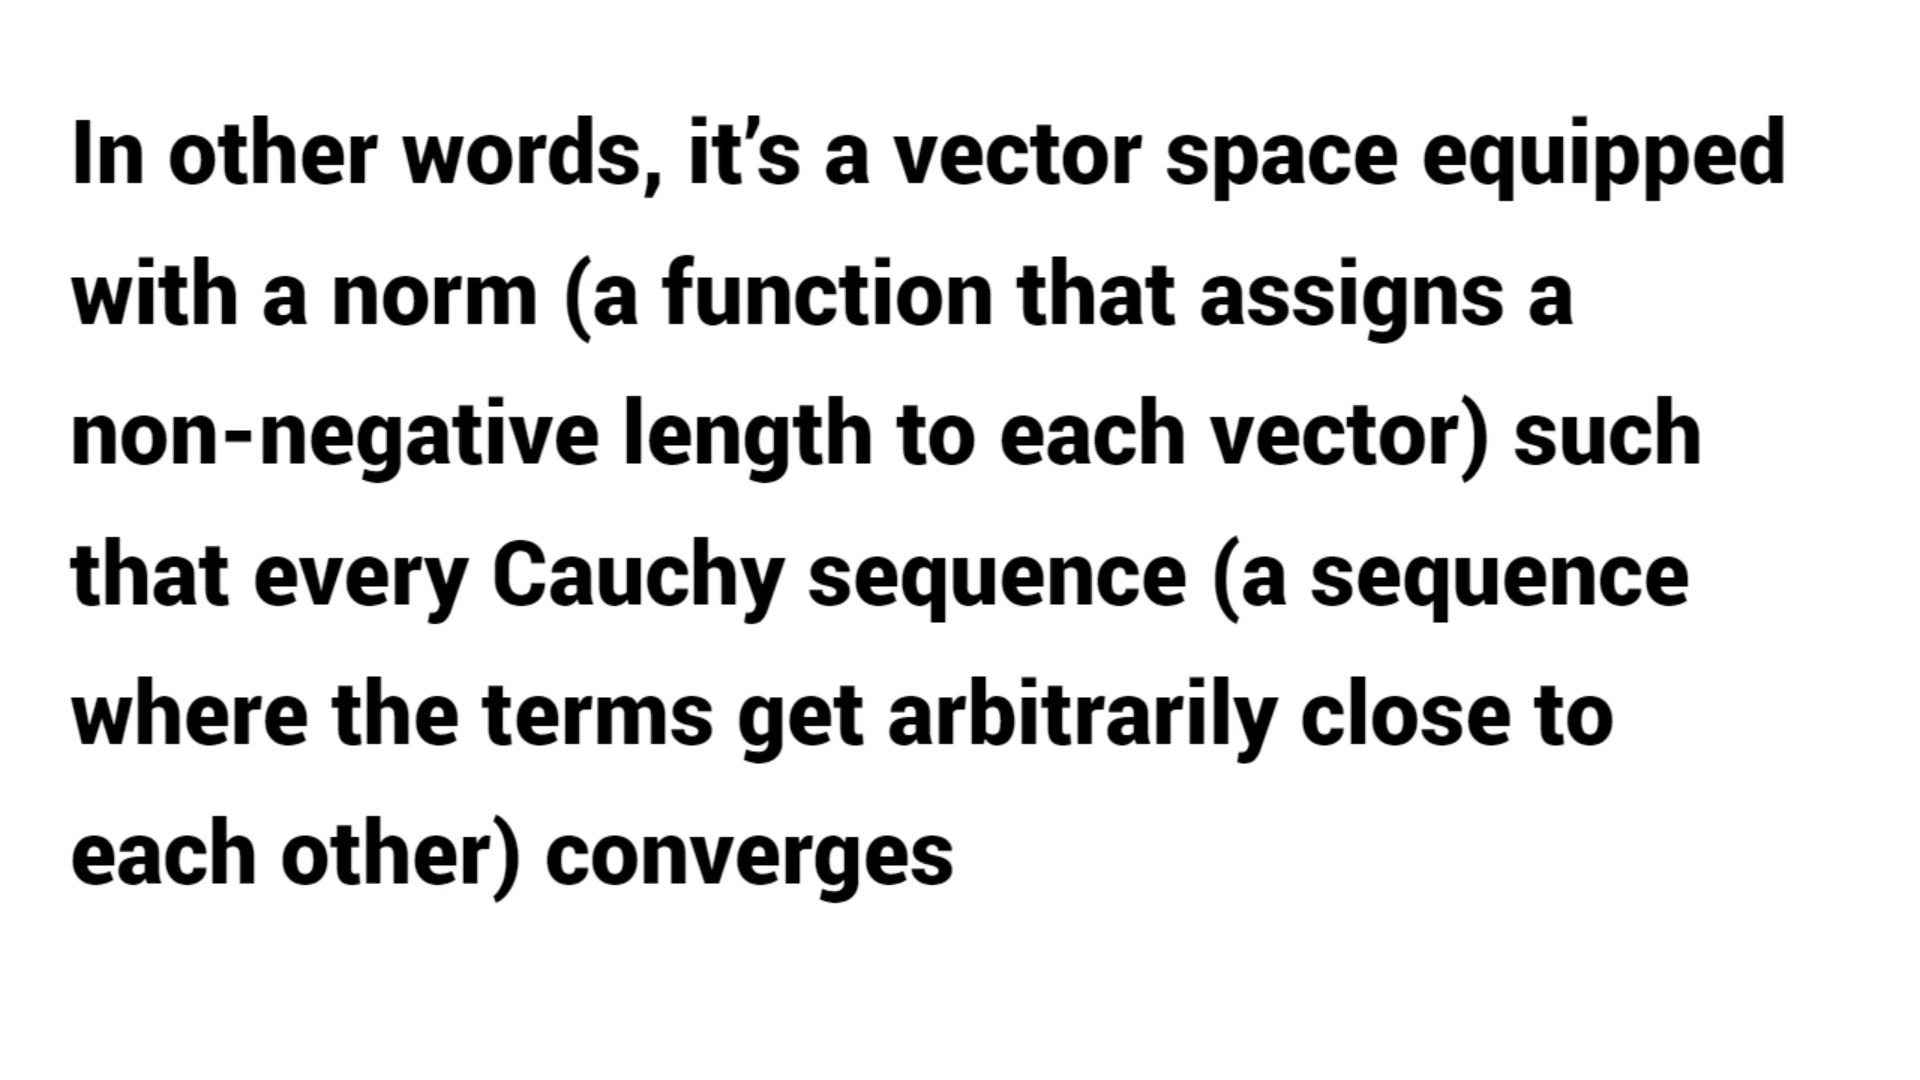 In other words, it’s a vector space equipped
with a norm (a function that assigns a
non-negative length to each vector) such
that every Cauchy sequence (a sequence
where the terms get arbitrarily close to
each other) converges